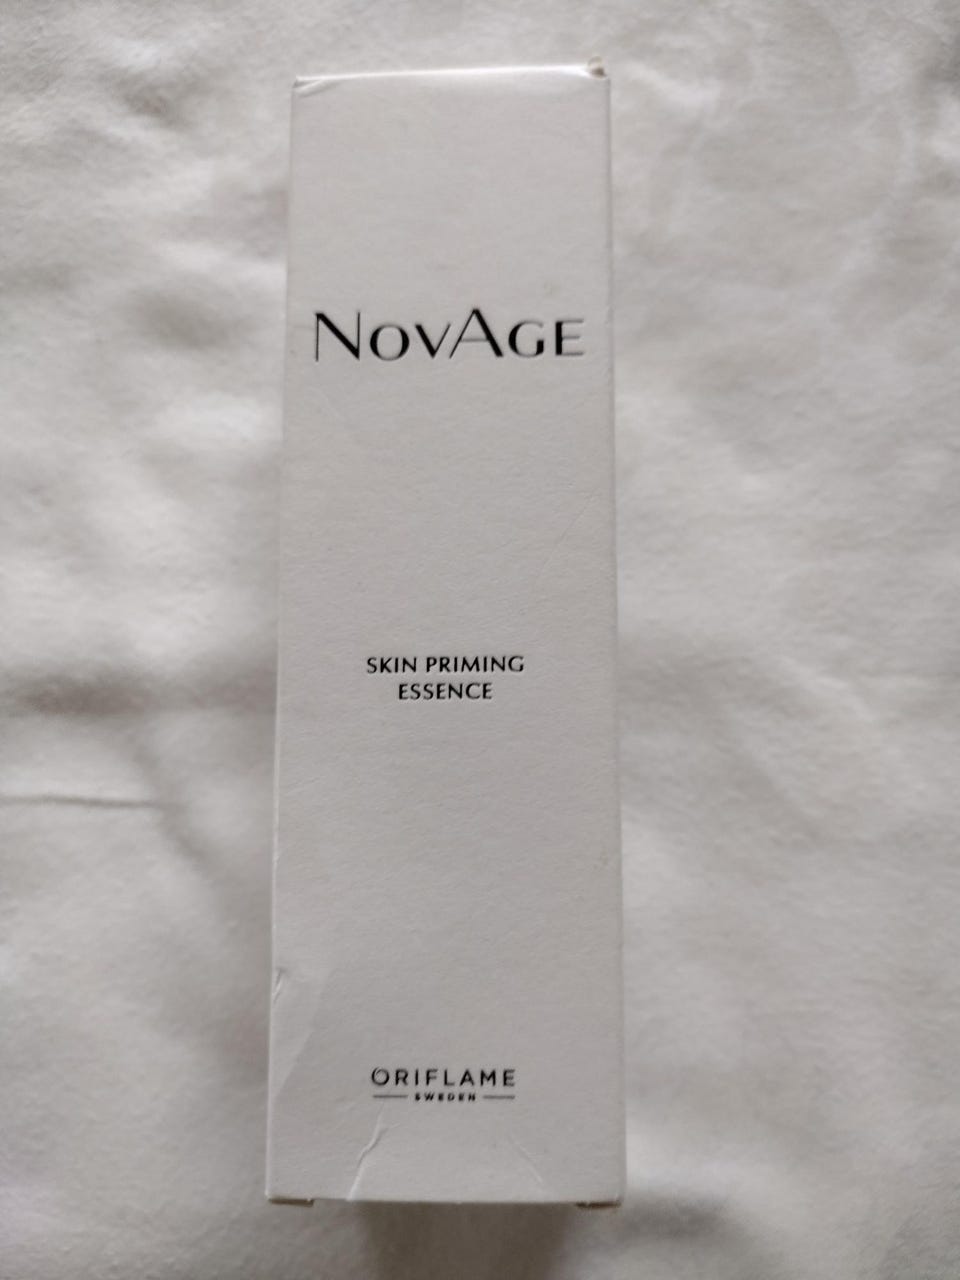 NOVAGE
SKIN PRIMING
ESSENCE
ORIFLAME
SWEDEN